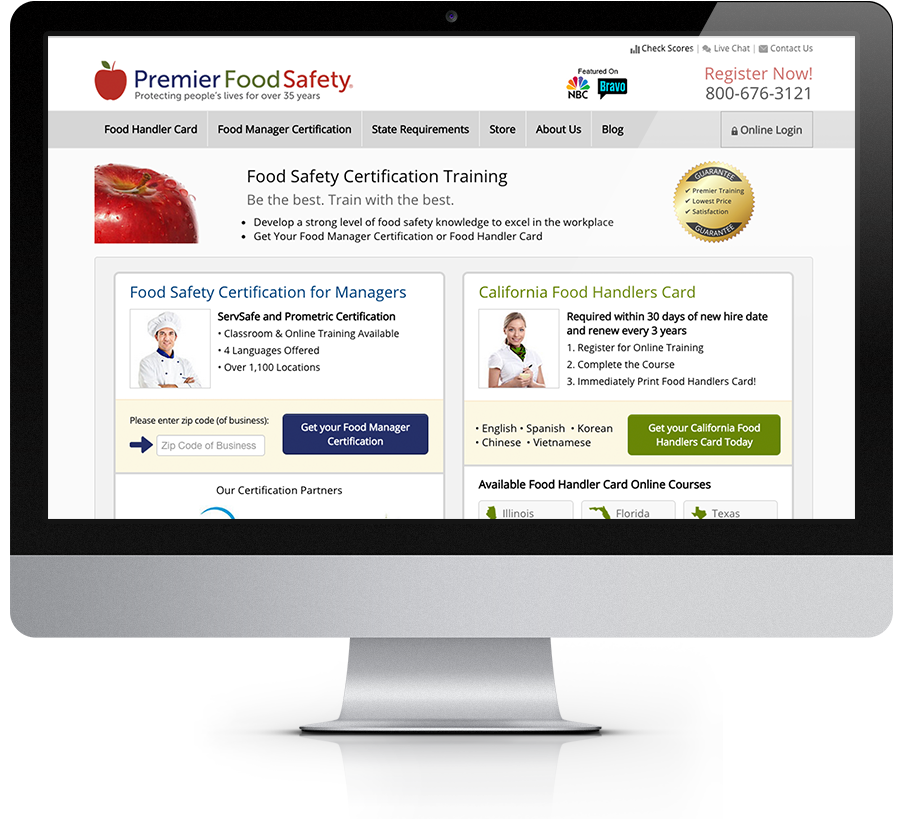 Check Scores | Live Chat | Contact Us
Premier Food Safety®
Protecting people's lives for over 35 years
Featured On
NBC
Bravo
Register Now!
800-676-3121
Food Handler Card
Food Manager Certification
State Requirements
Store
About Us
Blog
Online Login
Food Safety Certification Training
Be the best. Train with the best.
• Develop a strong level of food safety knowledge to excel in the workplace
• Get Your Food Manager Certification or Food Handler Card
GUARANTEE
✓ Premier Training
✓ Lowest Price
✓ Satisfaction
GUARANTEE
Food Safety Certification for Managers
ServSafe and Prometric Certification
• Classroom & Online Training Available
• 4 Languages Offered
• Over 1,100 Locations
Please enter zip code (of business):
Zip Code of Business
Get your Food Manager
Certification
Our Certification Partners
California Food Handlers Card
Required within 30 days of new hire date
and renew every 3 years
1. Register for Online Training
2. Complete the Course
3. Immediately Print Food Handlers Card!
• English • Spanish • Korean
• Chinese • Vietnamese
Get your California Food
Handlers Card Today
Available Food Handler Card Online Courses
Illinois
Florida
Texas